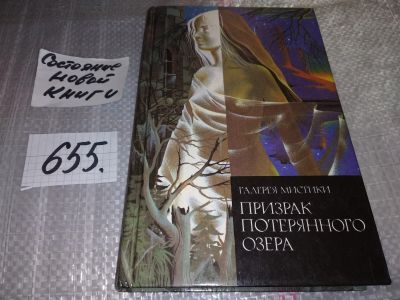 Состояние
новой
книги
655.
ГАЛЕРЕЯ МИСТИКИ
ПРИЗРАК
ПОТЕРЯННОГО
ОЗЕРА